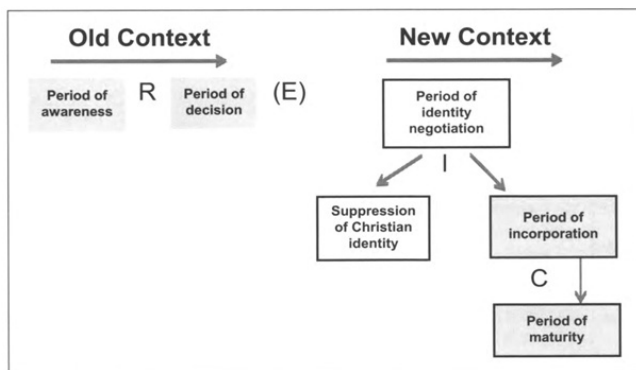 Old Context
New Context
Period of
awareness
R
Period of
decision
(E)
Period of
identity
negotiation
I
Suppression
of Christian
identity
Period of
incorporation
C
Period of
maturity